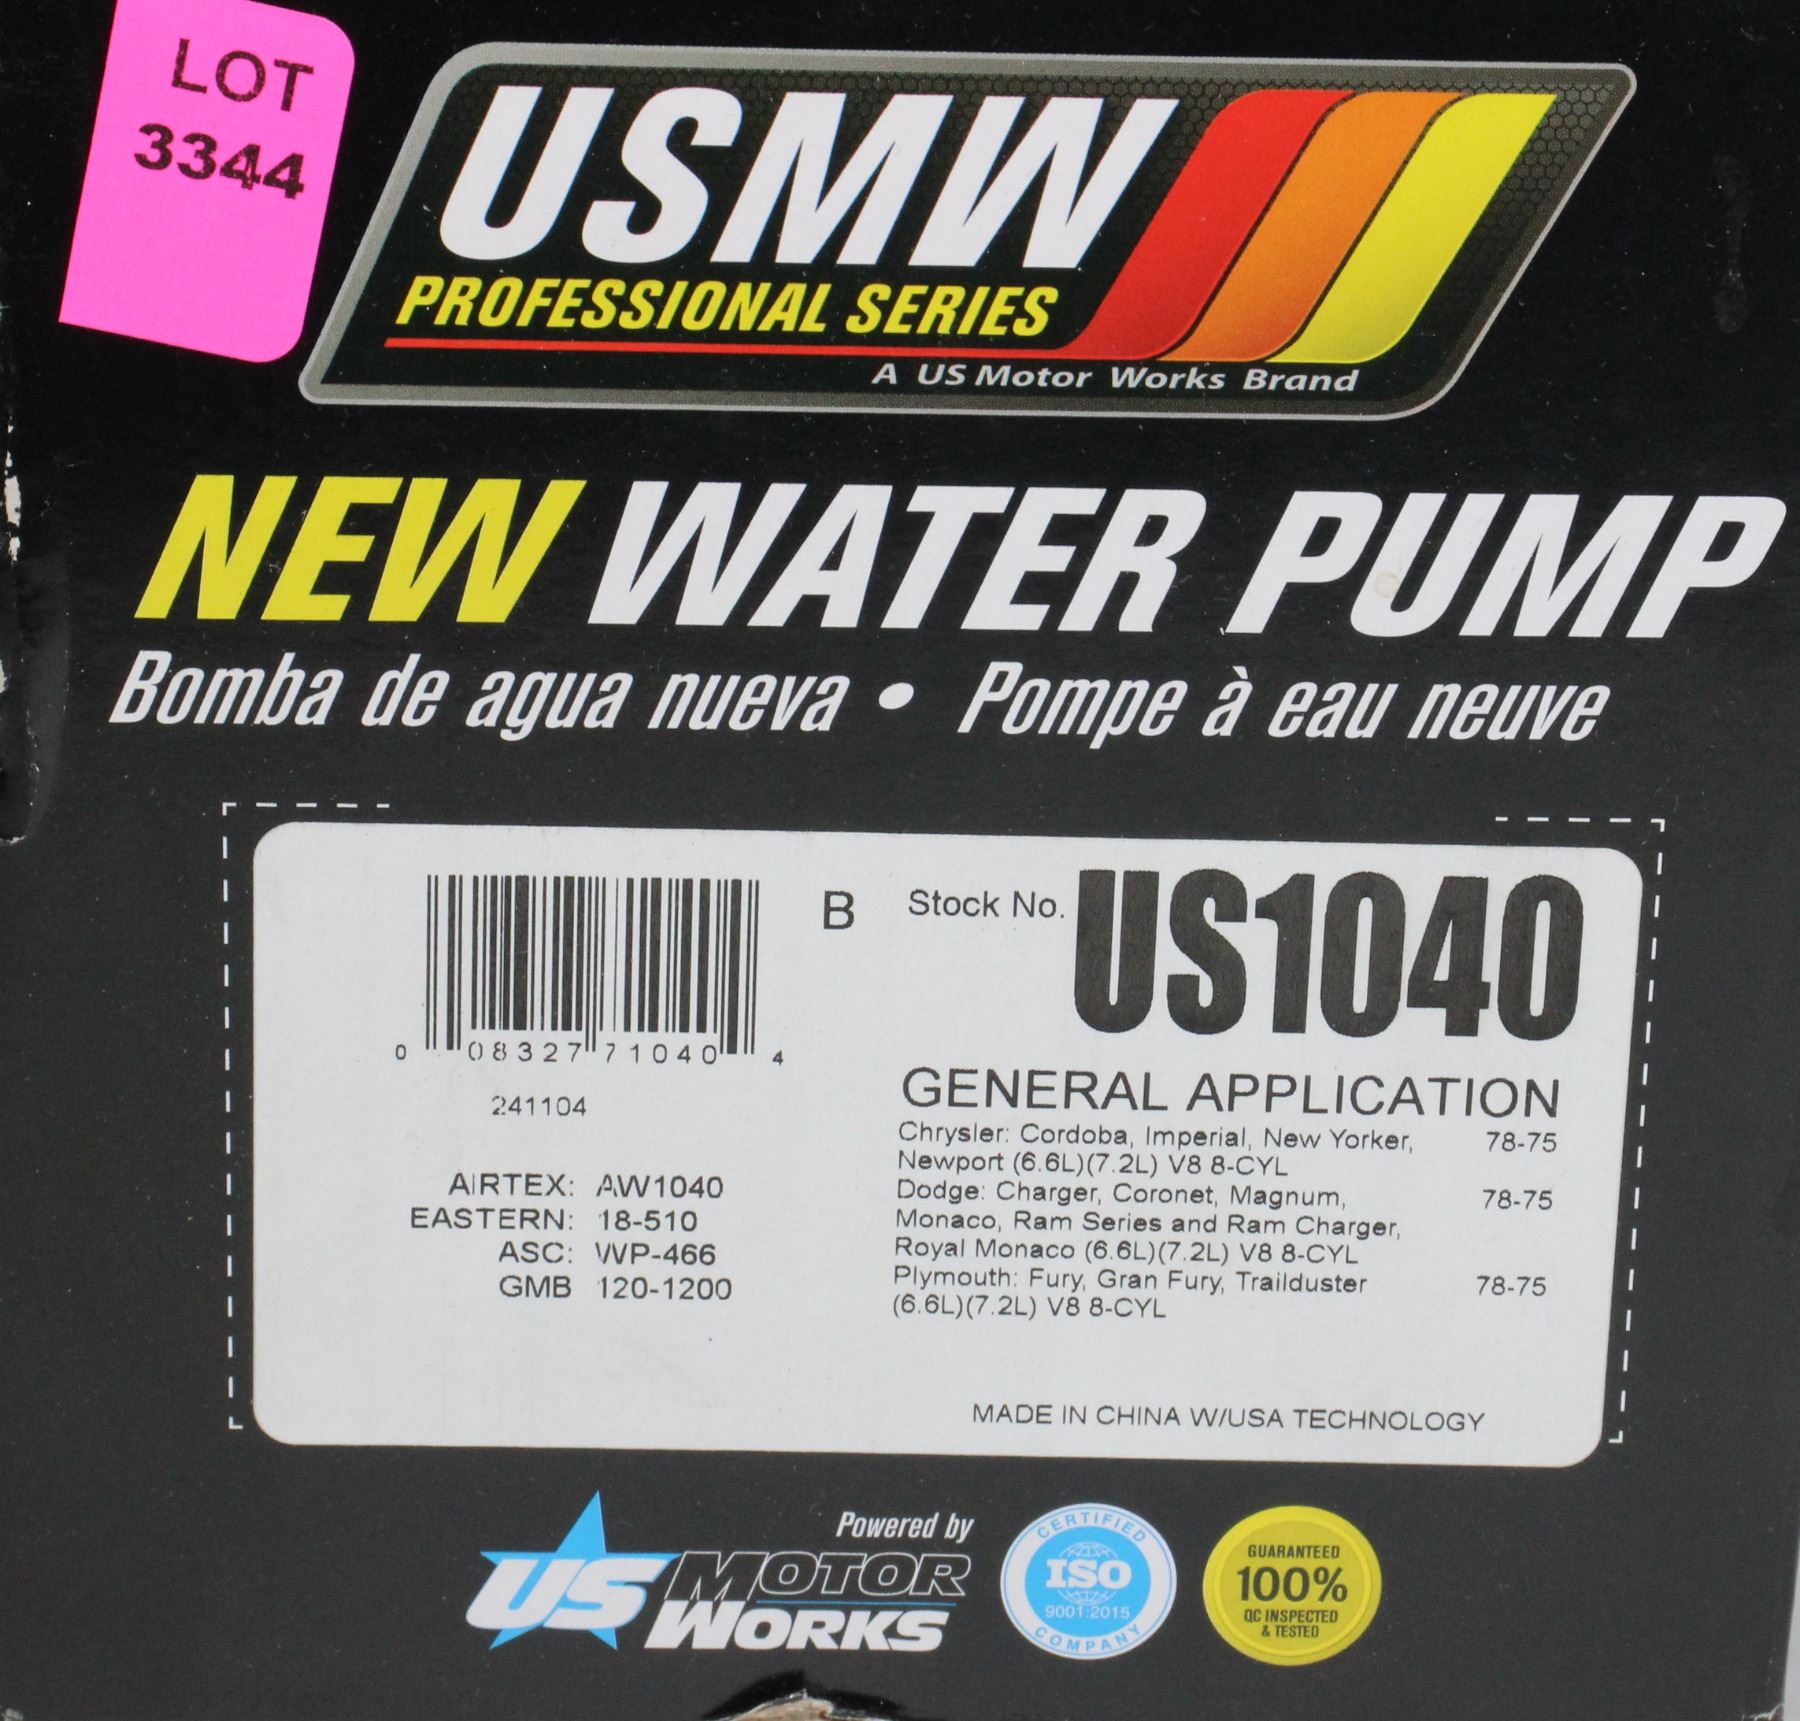 LOT
3344
USMW
PROFESSIONAL SERIES
A US Motor Works Brand
NEW WATER PUMP
Bomba de agua nueva • Pompe à eau neuve
B Stock No. US1040
0 08327 71040 4
241104
AIRTEX: AW1040
EASTERN: 18-510
ASC: WP-466
GMB 120-1200
GENERAL APPLICATION
Chrysler: Cordoba, Imperial, New Yorker, 78-75
Newport (6.6L)(7.2L) V8 8-CYL
Dodge: Charger, Coronet, Magnum, 78-75
Monaco, Ram Series and Ram Charger,
Royal Monaco (6.6L)(7.2L) V8 8-CYL
Plymouth: Fury, Gran Fury, Trailduster 78-75
(6.6L)(7.2L) V8 8-CYL
MADE IN CHINA W/USA TECHNOLOGY
Powered by
US MOTOR
WORKS
CERTIFIED
ISO
9001:2015
COMPANY
GUARANTEED
100%
QC INSPECTED
& TESTED